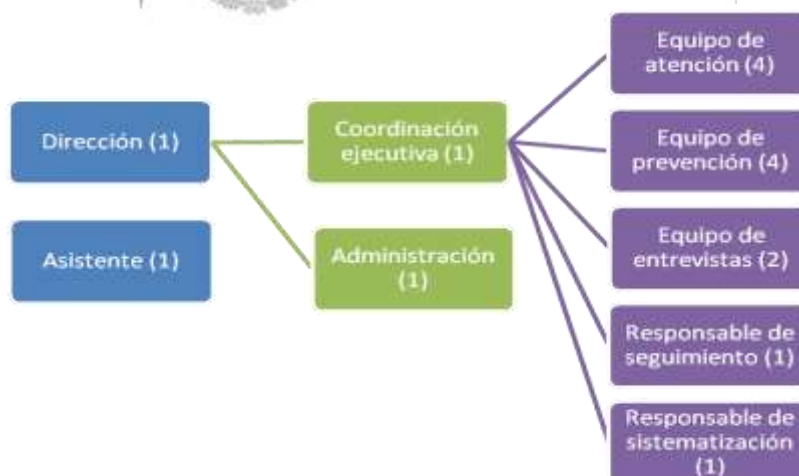 Dirección (1)
Asistente (1)
Coordinación
ejecutiva (1)
Administración
(1)
Equipo de
atención (4)
Equipo de
prevención (4)
Equipo de
entrevistas (2)
Responsable de
seguimiento (1)
Responsable de
sistematización
(1)